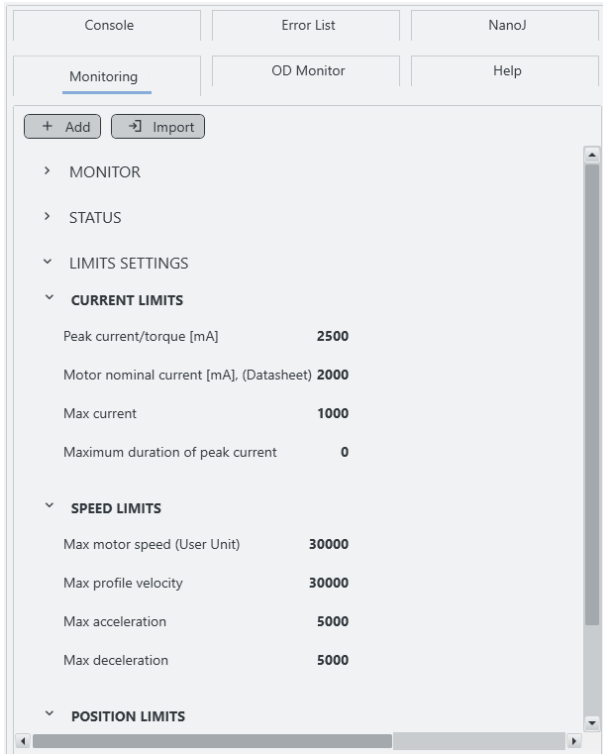 Console Error List NanoJ
Monitoring OD Monitor Help
+ Add Import
MONITOR
STATUS
LIMITS SETTINGS
CURRENT LIMITS
Peak current/torque [mA] 2500
Motor nominal current [mA], (Datasheet) 2000
Max current 1000
Maximum duration of peak current 0
SPEED LIMITS
Max motor speed (User Unit) 30000
Max profile velocity 30000
Max acceleration 5000
Max deceleration 5000
POSITION LIMITS